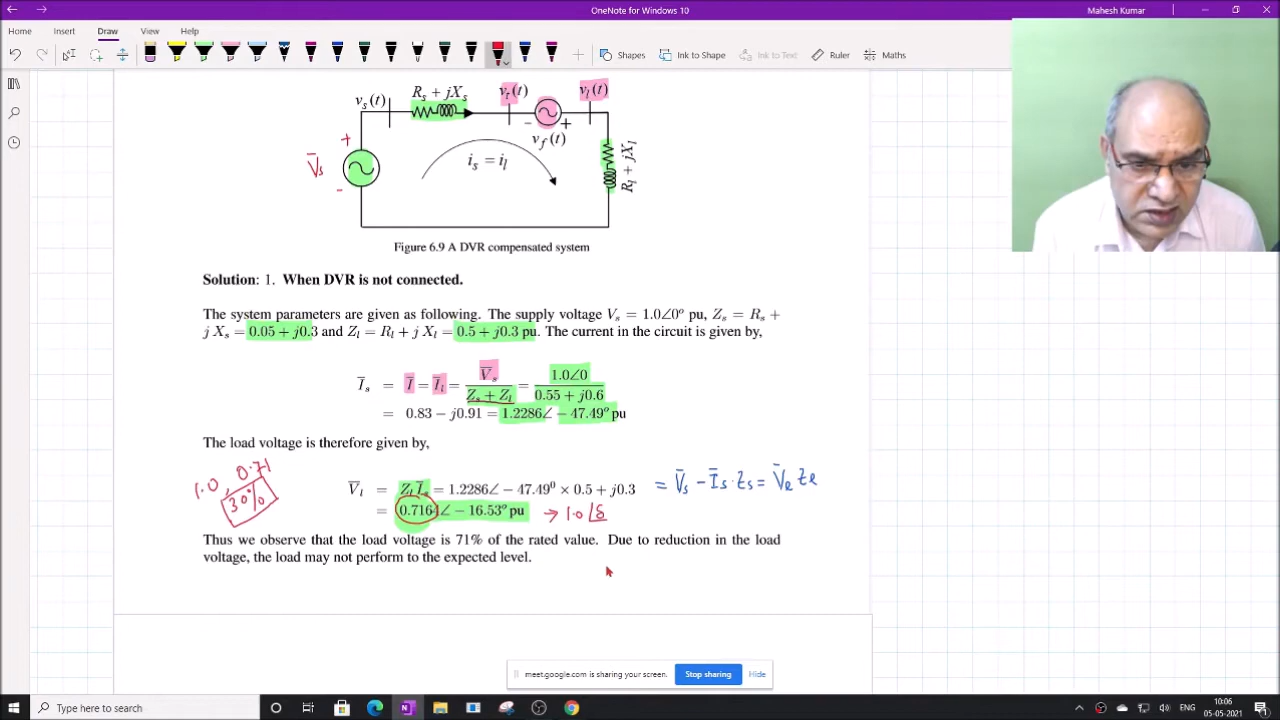 OneNote for Windows 10
Mahesh Kumar
Home Insert Draw View Help
Shapes Ink to Shape Ink to Text Ruler Maths
v_s(t) R_s + jX_s v_t(t) v_l(t)
+ - + v_f(t)
V̄s i_s = i_l R_l + jX_l
-
Figure 6.9 A DVR compensated system
Solution: 1. When DVR is not connected.
The system parameters are given as following. The supply voltage V_s = 1.0∠0° pu, Z_s = R_s +
j X_s = 0.05 + j0.3 and Z_l = R_l + j X_l = 0.5 + j0.3 pu. The current in the circuit is given by,
Ī_s = Ī = Ī_l = V̄_s / (Z_s + Z_l) = 1.0∠0 / (0.55 + j0.6)
= 0.83 − j0.91 = 1.2286∠ − 47.49° pu
The load voltage is therefore given by,
1.0, 0.71
30%
V̄_l = Z_l Ī_s = 1.2286∠ − 47.49⁰ × 0.5 + j0.3 = V̄s − Īs·Zs = V̄l Zl
= 0.7164∠ − 16.53° pu → 1.0∠δ
Thus we observe that the load voltage is 71% of the rated value. Due to reduction in the load
voltage, the load may not perform to the expected level.
meet.google.com is sharing your screen. Stop sharing Hide
Type here to search
10:06
05-05-2021